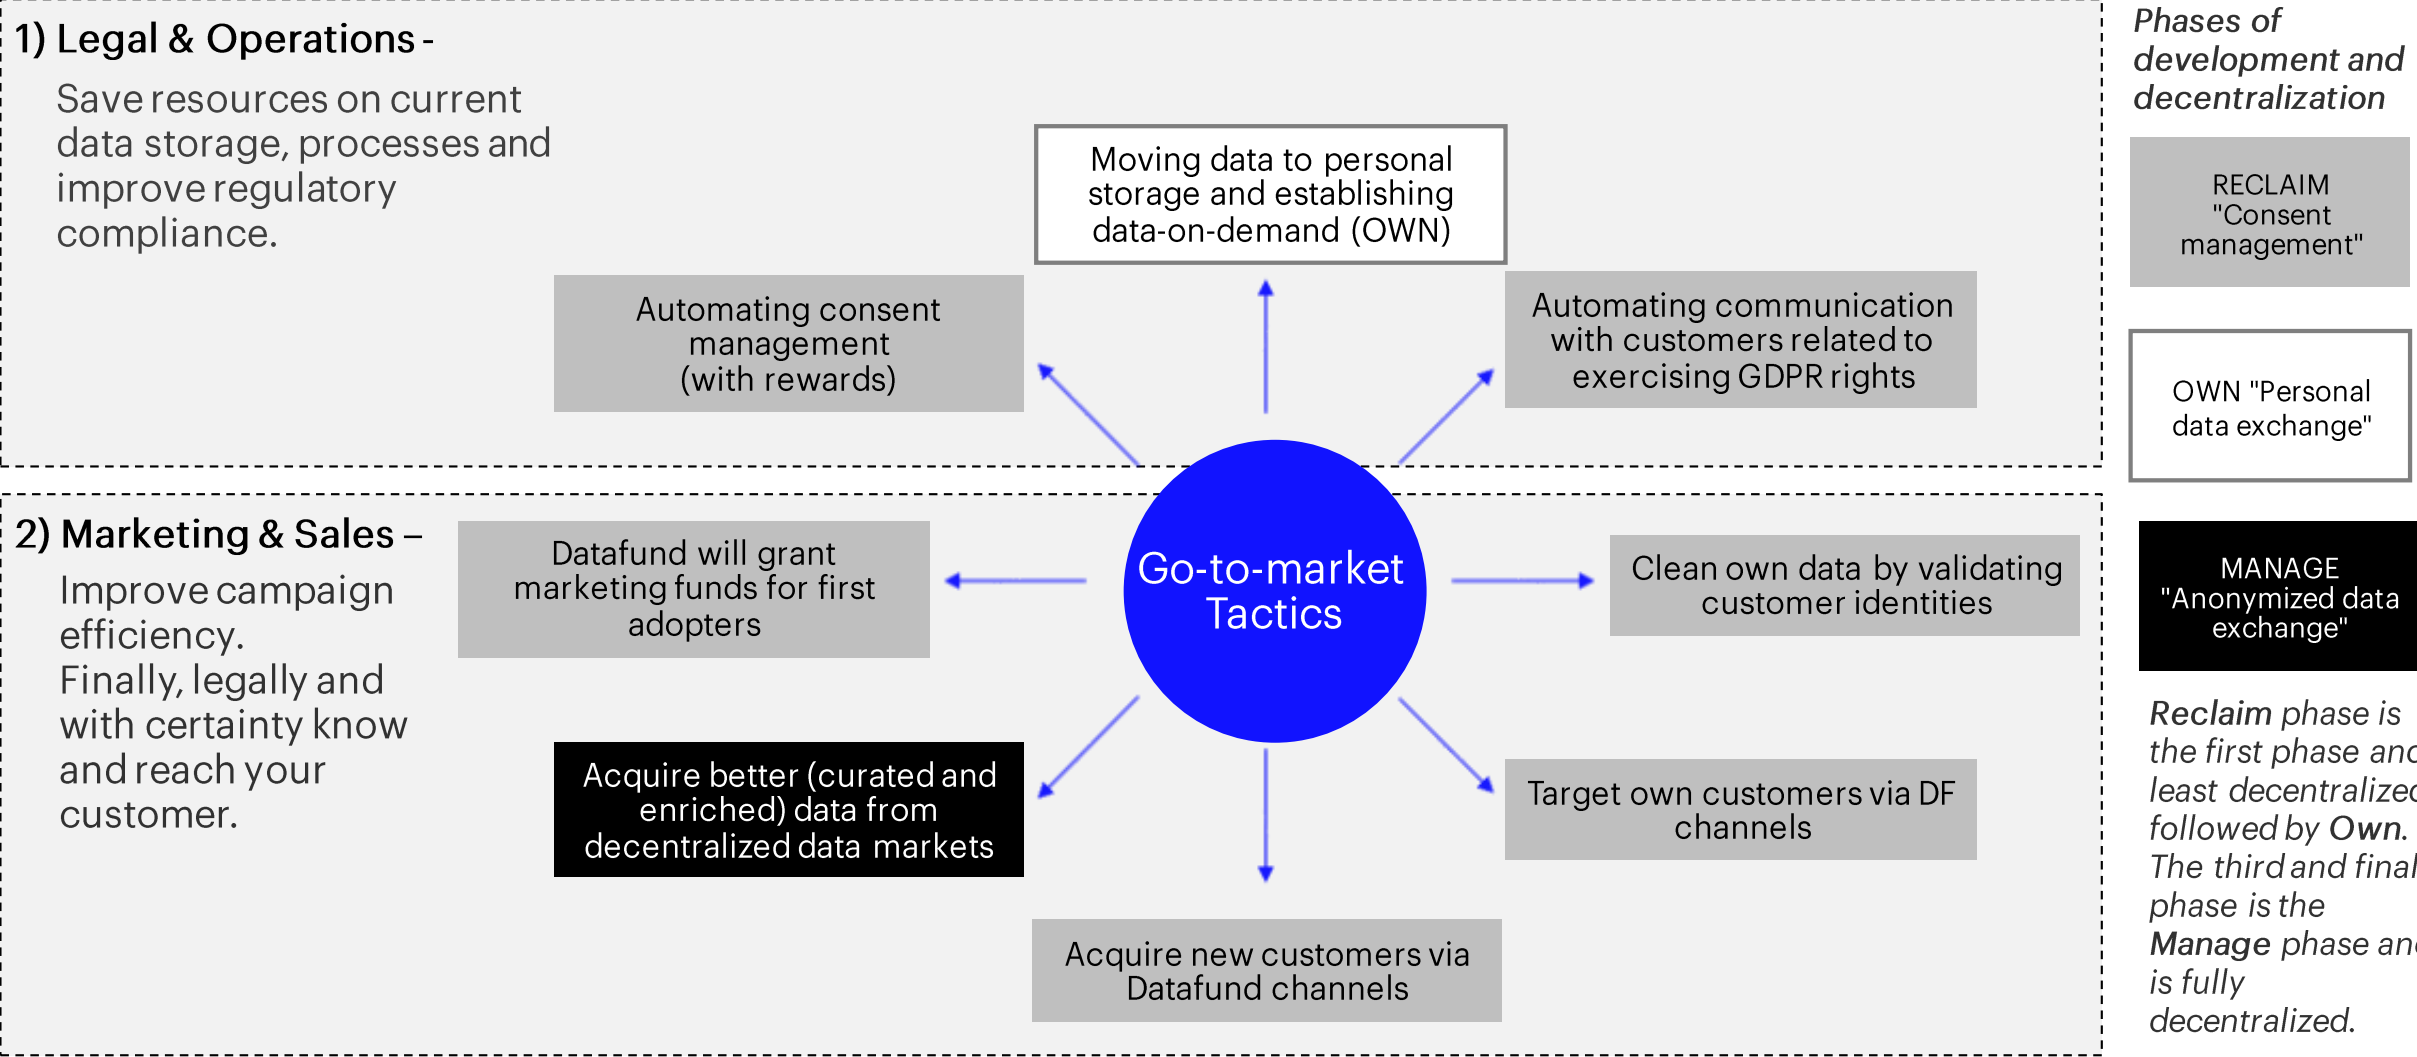 1) Legal & Operations -
Save resources on current
data storage, processes and
improve regulatory
compliance.
Moving data to personal
storage and establishing
data-on-demand (OWN)
Automating consent
management
(with rewards)
Automating communication
with customers related to
exercising GDPR rights
2) Marketing & Sales –
Improve campaign
efficiency.
Finally, legally and
with certainty know
and reach your
customer.
Datafund will grant
marketing funds for first
adopters
Go-to-market
Tactics
Clean own data by validating
customer identities
Acquire better (curated and
enriched) data from
decentralized data markets
Target own customers via DF
channels
Acquire new customers via
Datafund channels
Phases of
development and
decentralization
RECLAIM
"Consent
management"
OWN "Personal
data exchange"
MANAGE
"Anonymized data
exchange"
Reclaim phase is
the first phase and
least decentralized
followed by Own.
The third and final
phase is the
Manage phase and
is fully
decentralized.